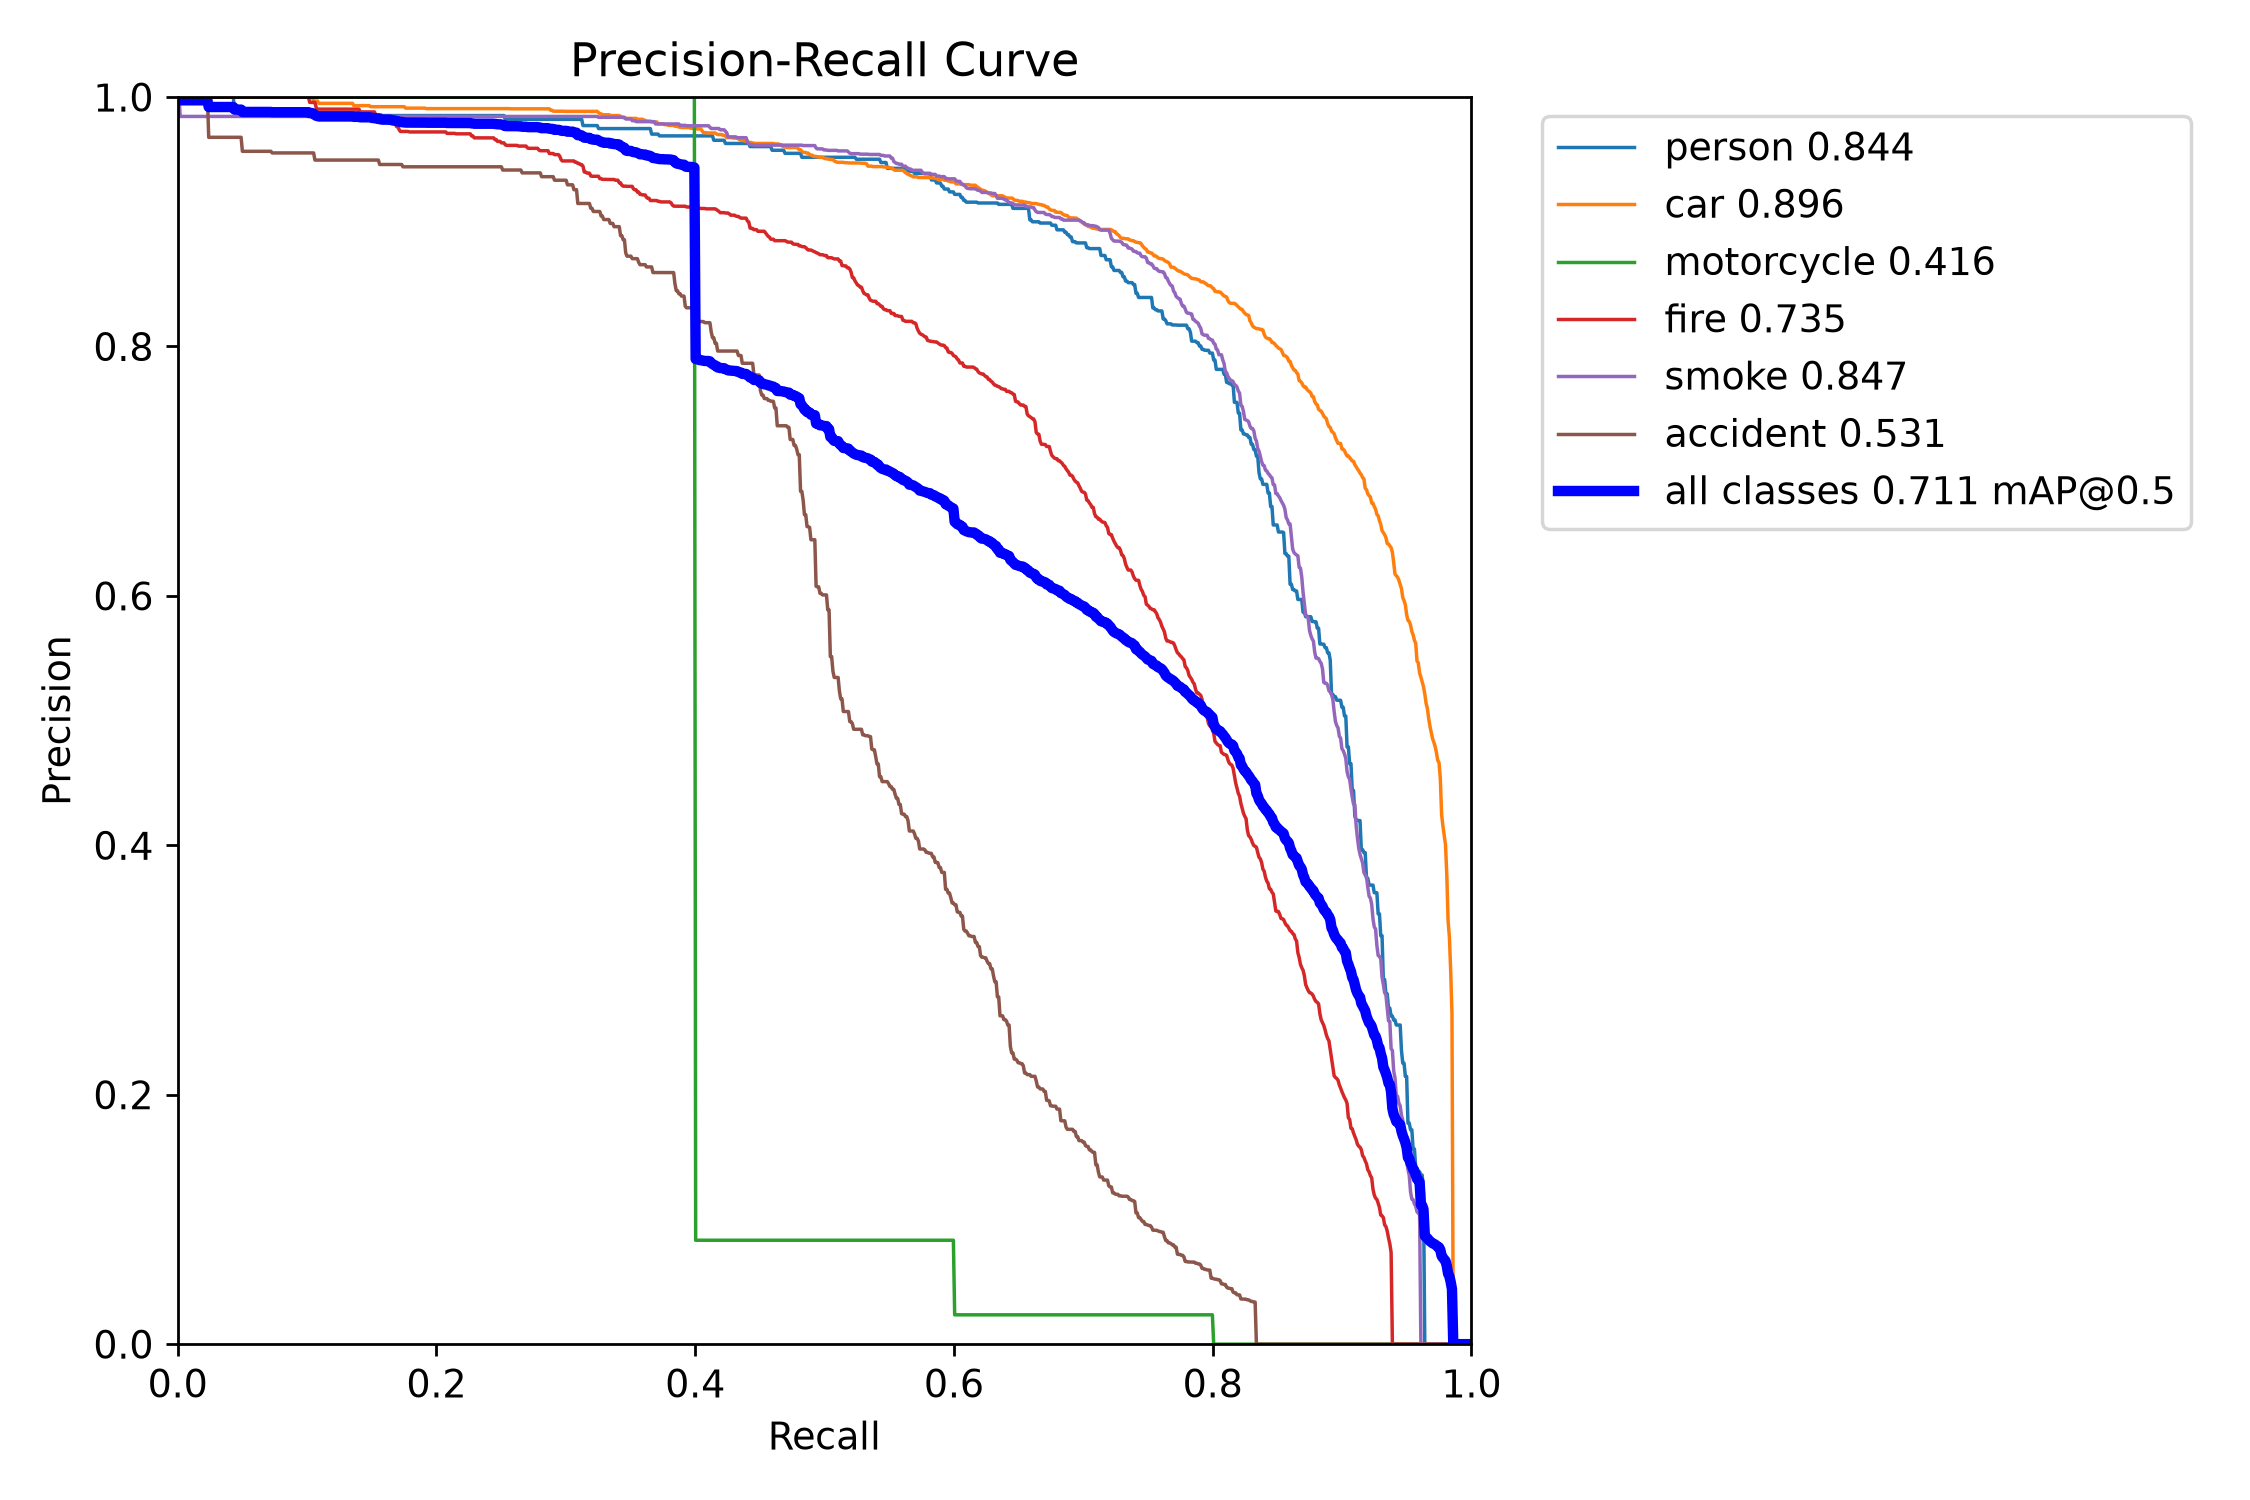 Precision-Recall Curve
1.0
0.8
0.6
0.4
0.2
0.0
Precision
0.0 0.2 0.4 0.6 0.8 1.0
Recall
person 0.844
car 0.896
motorcycle 0.416
fire 0.735
smoke 0.847
accident 0.531
all classes 0.711 mAP@0.5